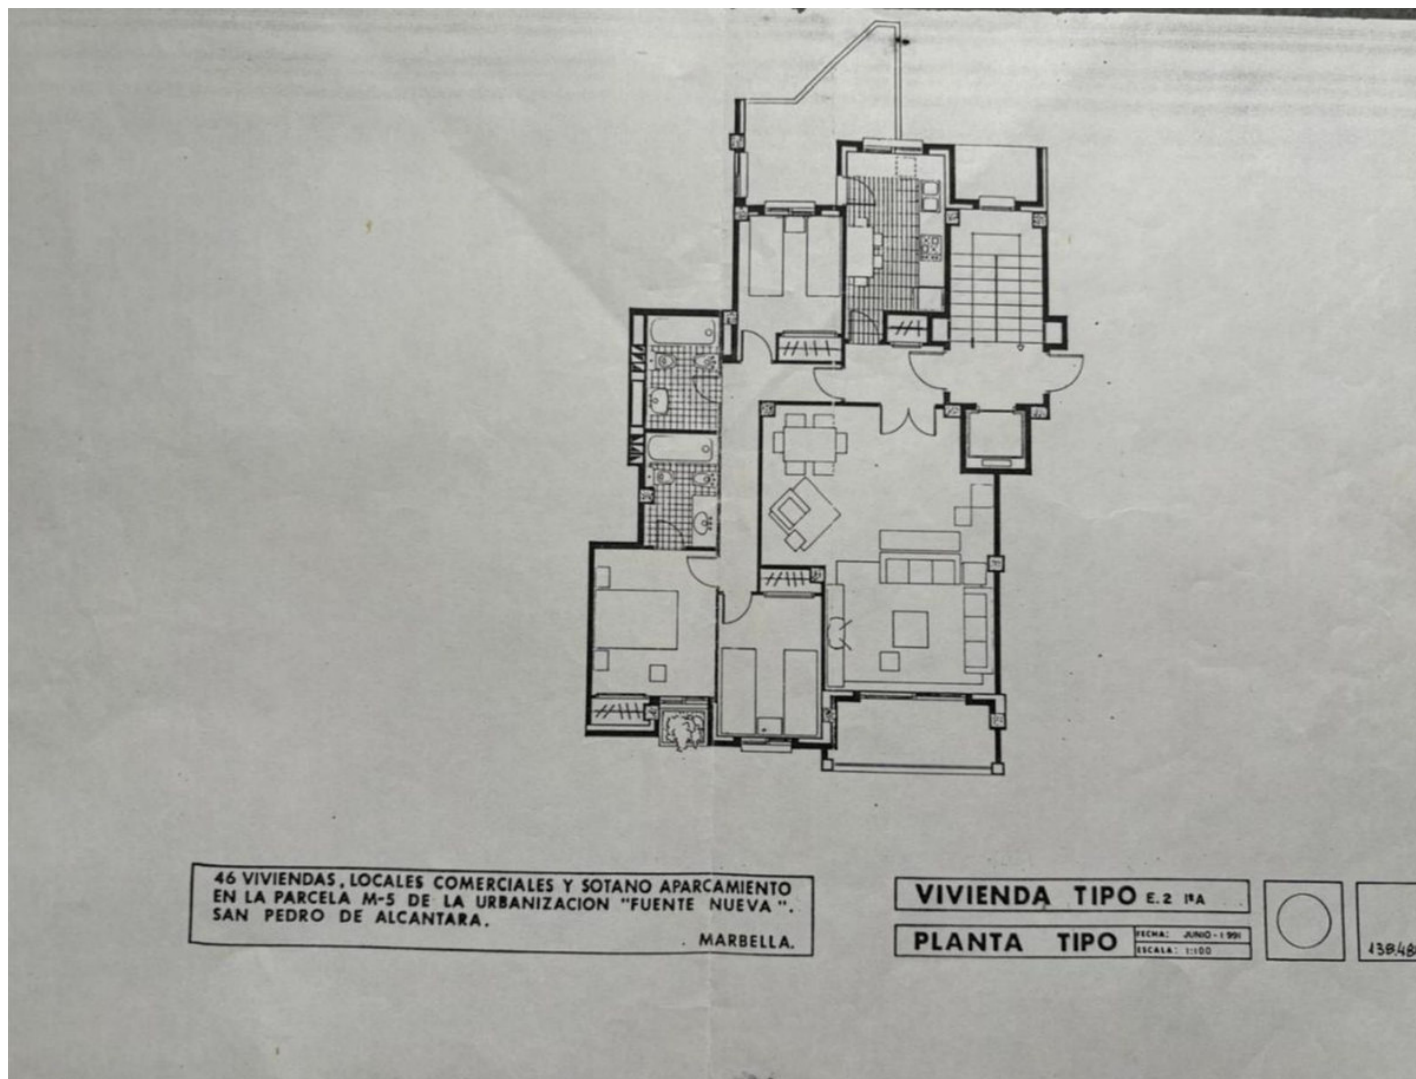 46 VIVIENDAS, LOCALES COMERCIALES Y SOTANO APARCAMIENTO
EN LA PARCELA M-5 DE LA URBANIZACION "FUENTE NUEVA".
SAN PEDRO DE ALCANTARA.
MARBELLA.
VIVIENDA TIPO E.2 1ºA
PLANTA TIPO
FECHA: JUNIO-1991
ESCALA: 1:100